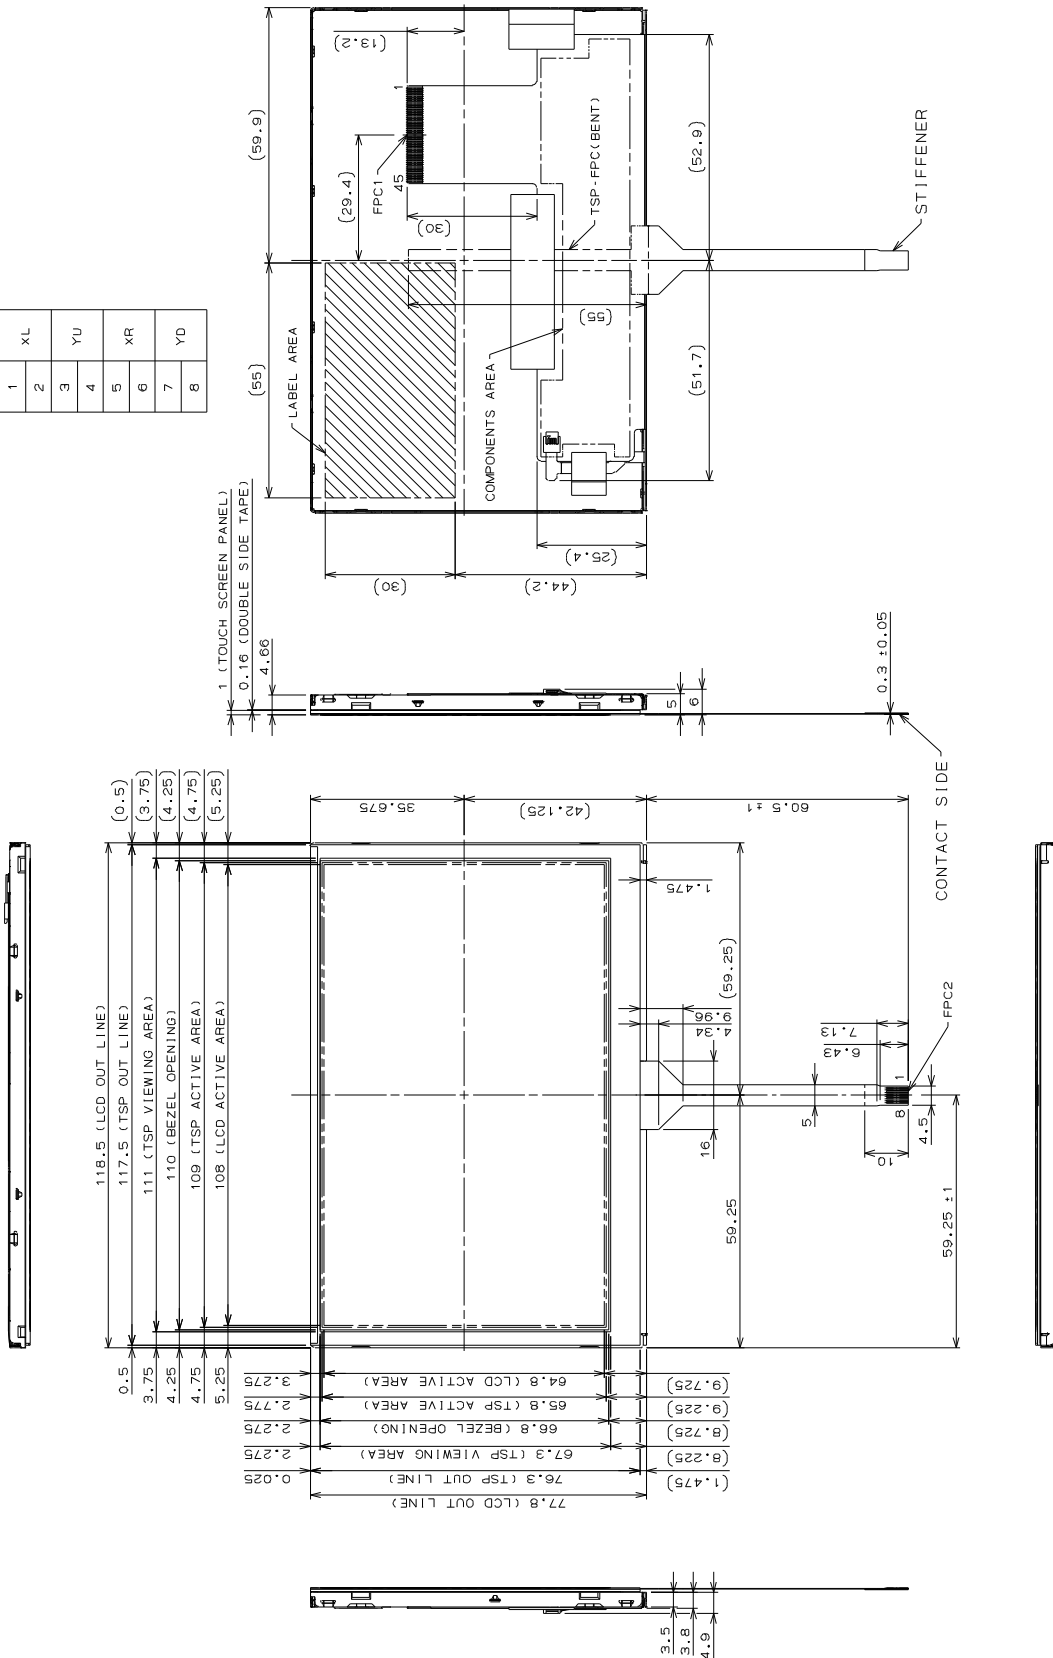 (13.2)
(59.9)
(29.4)
1
45
FPC1
(30)
TSP-FPC(BENT)
(52.9)
STIFFENER
(55)
LABEL AREA
COMPONENTS AREA
(55)
(51.7)
(25.4)
(44.2)
(30)
1 XL
2
3 YU
4
5 XR
6
7 YD
8
1 (TOUCH SCREEN PANEL)
0.16 (DOUBLE SIDE TAPE)
4.66
5
6
0.3 ±0.05
CONTACT SIDE
(0.5)
(3.75)
(4.25)
(4.75)
(5.25)
35.675
(42.125)
60.5 ±1
118.5 (LCD OUT LINE)
117.5 (TSP OUT LINE)
111 (TSP VIEWING AREA)
110 (BEZEL OPENING)
109 (TSP ACTIVE AREA)
108 (LCD ACTIVE AREA)
1.475
(59.25)
9.96
4.34
7.13
6.43
FPC2
1
8
16
5
4.5
10
59.25
59.25 ±1
0.5
3.75
4.25
4.75
5.25
3.275
64.8 (LCD ACTIVE AREA)
(9.725)
2.775
65.8 (TSP ACTIVE AREA)
(9.225)
2.275
66.8 (BEZEL OPENING)
(8.725)
2.275
67.3 (TSP VIEWING AREA)
(8.225)
0.025
76.3 (TSP OUT LINE)
(1.475)
77.8 (LCD OUT LINE)
3.5
3.8
4.9